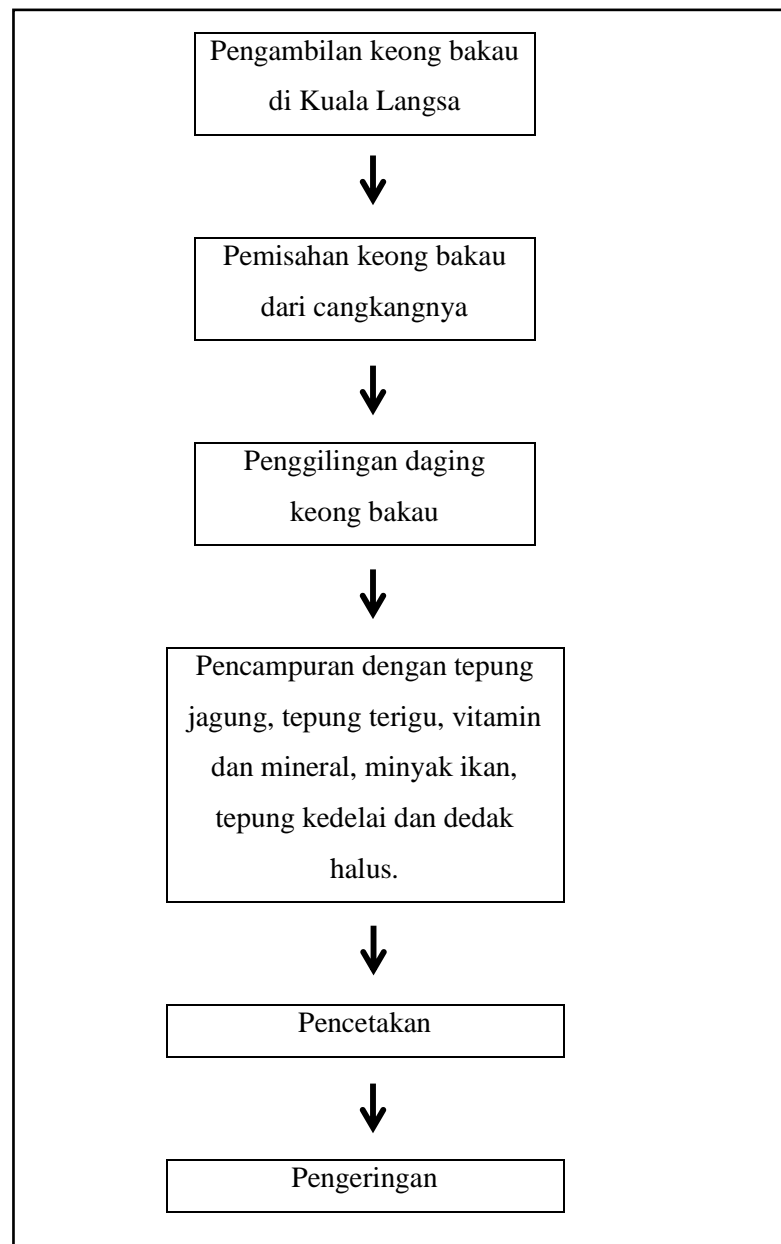 Pengambilan keong bakau
di Kuala Langsa
Pemisahan keong bakau
dari cangkangnya
Penggilingan daging
keong bakau
Pencampuran dengan tepung
jagung, tepung terigu, vitamin
dan mineral, minyak ikan,
tepung kedelai dan dedak
halus.
Pencetakan
Pengeringan